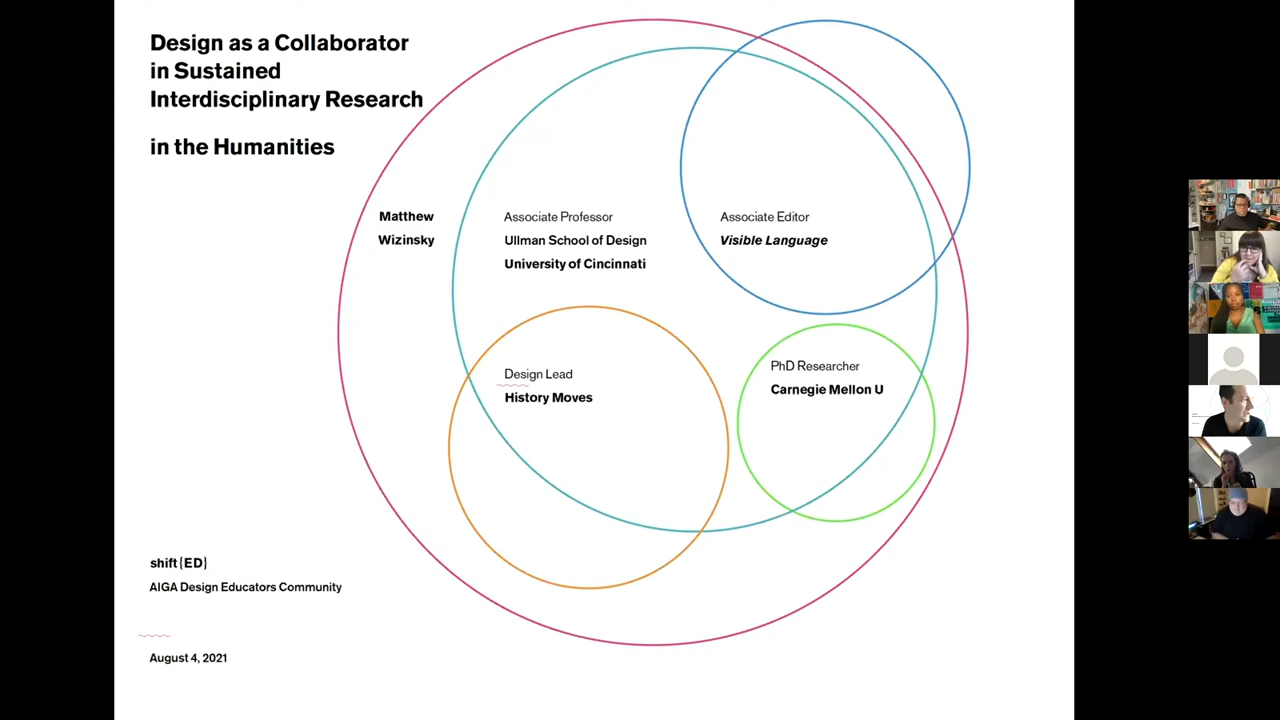 Design as a Collaborator
in Sustained
Interdisciplinary Research
in the Humanities
Matthew
Wizinsky
Associate Professor
Ullman School of Design
University of Cincinnati
Associate Editor
Visible Language
Design Lead
History Moves
PhD Researcher
Carnegie Mellon U
shift{ED}
AIGA Design Educators Community
August 4, 2021